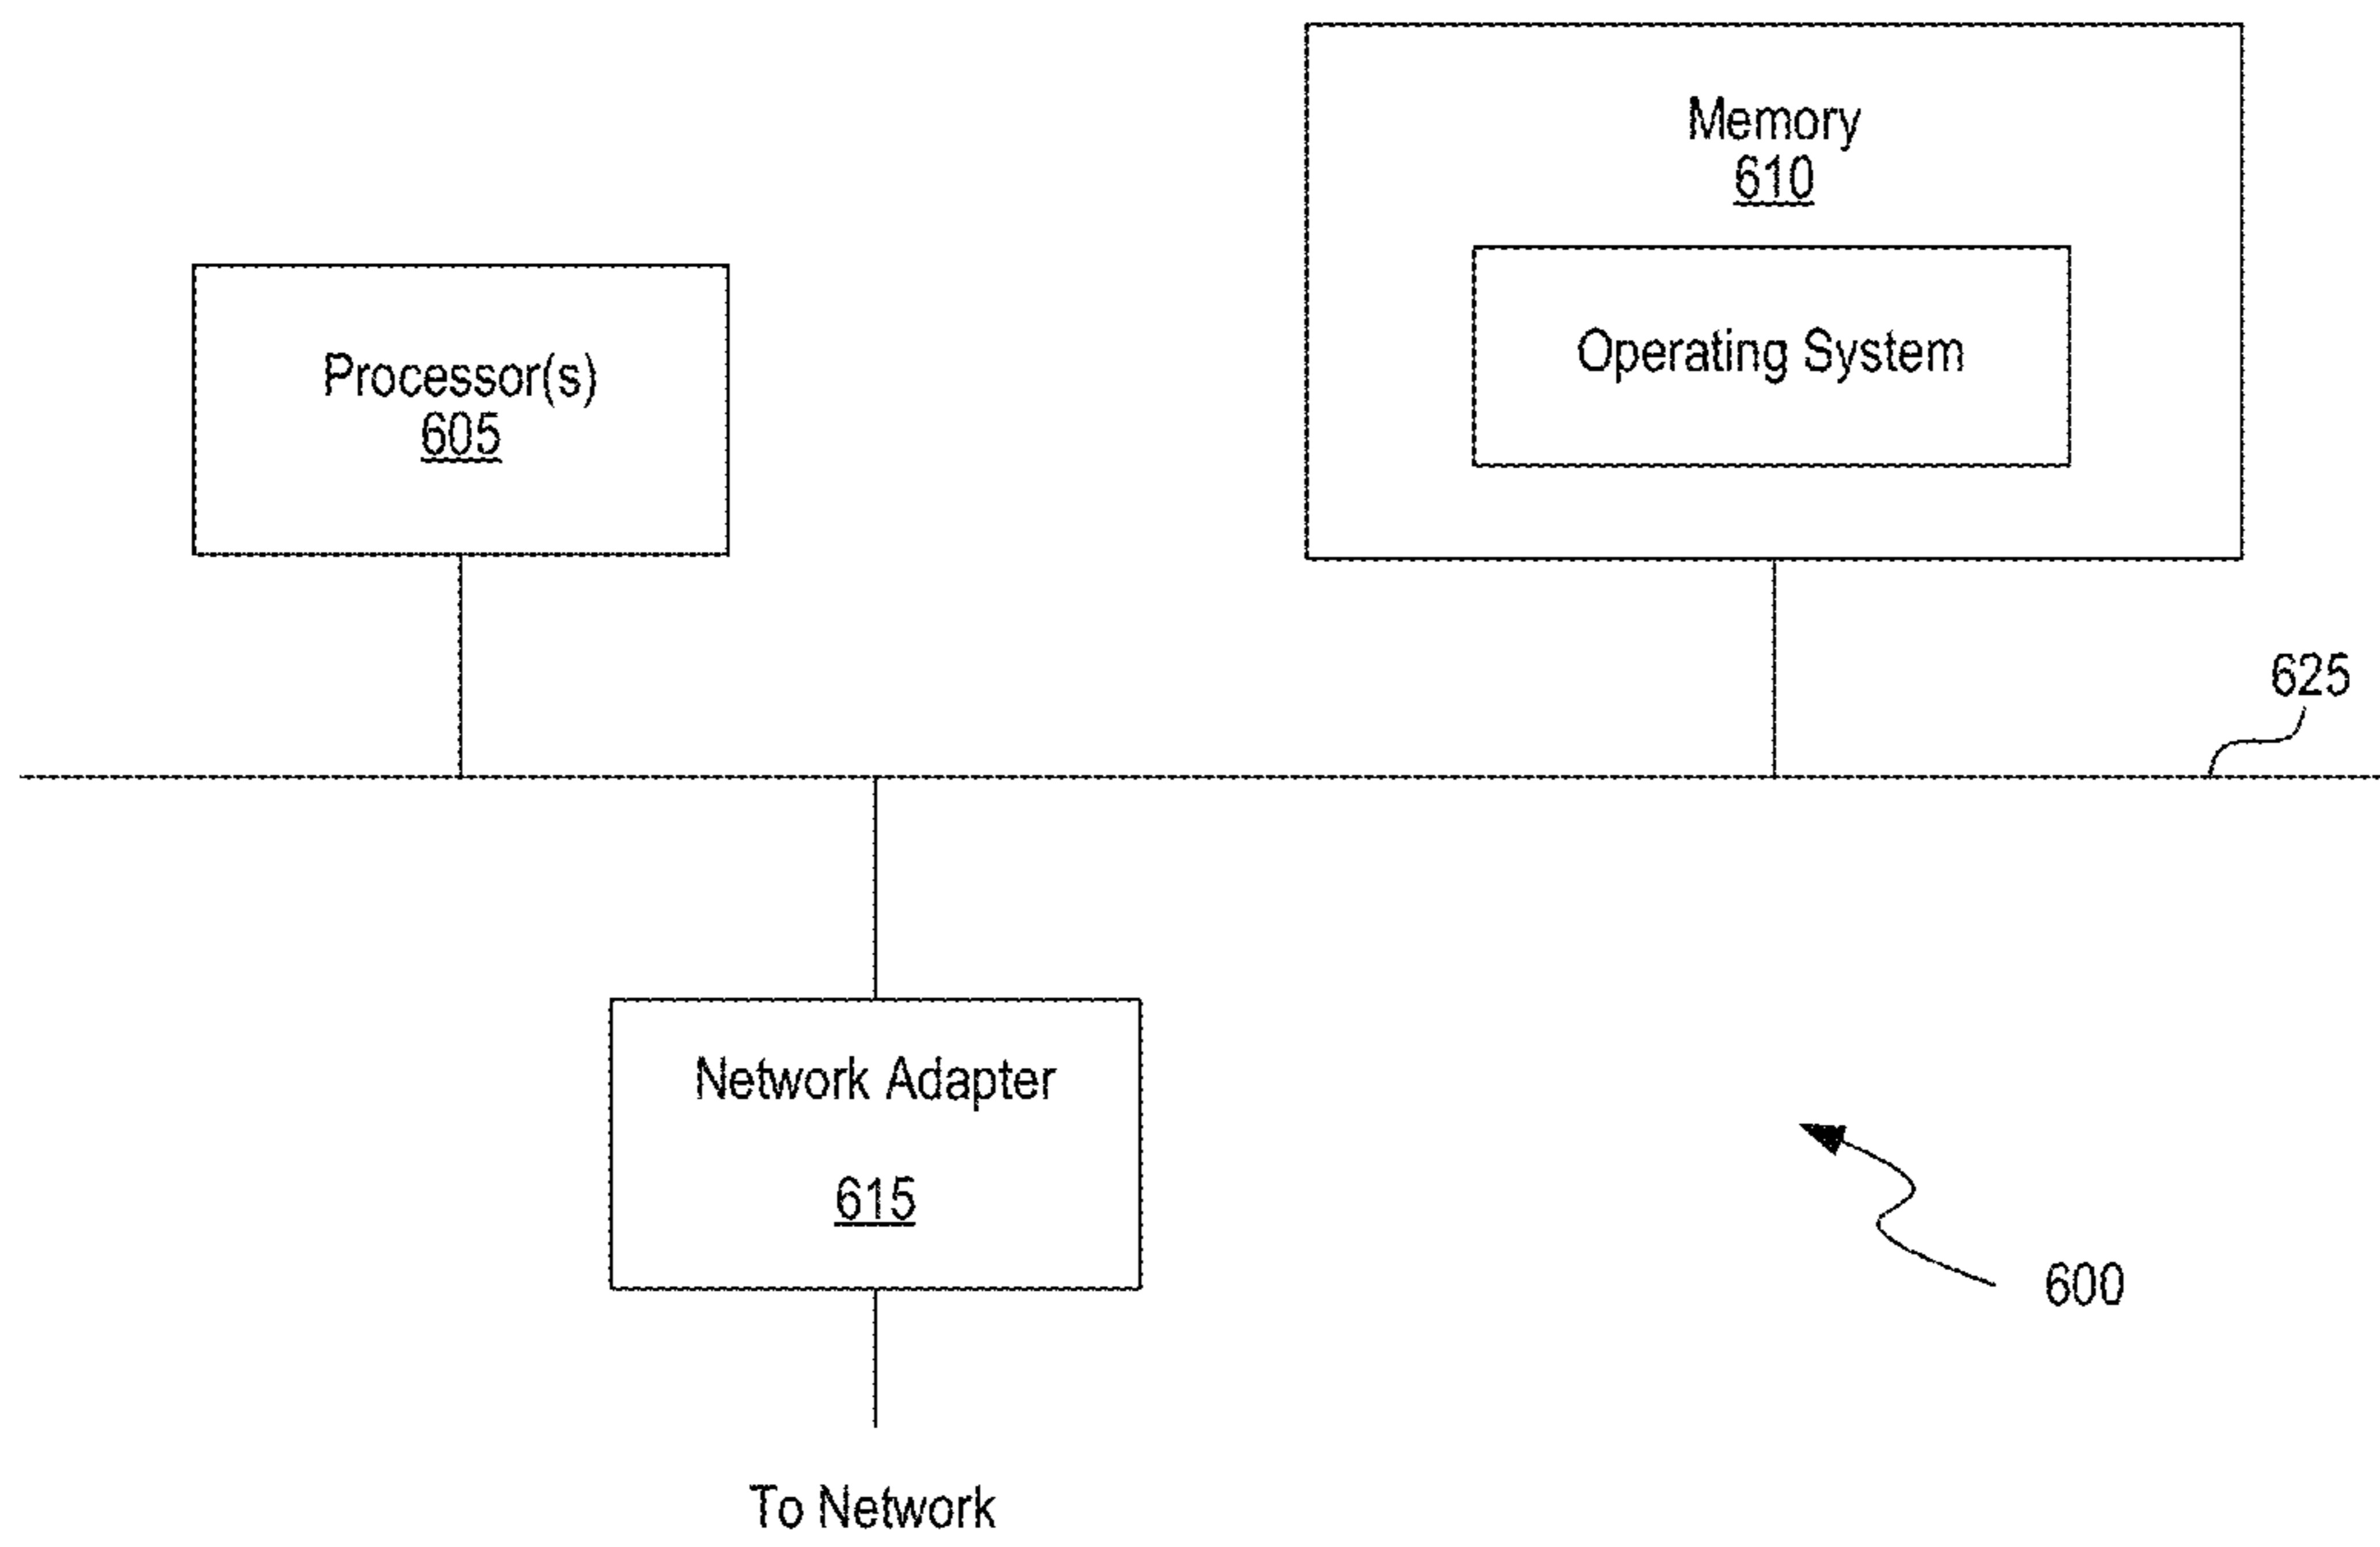 Memory
610
Operating System
Processor(s)
605
625
Network Adapter
615
600
To Network